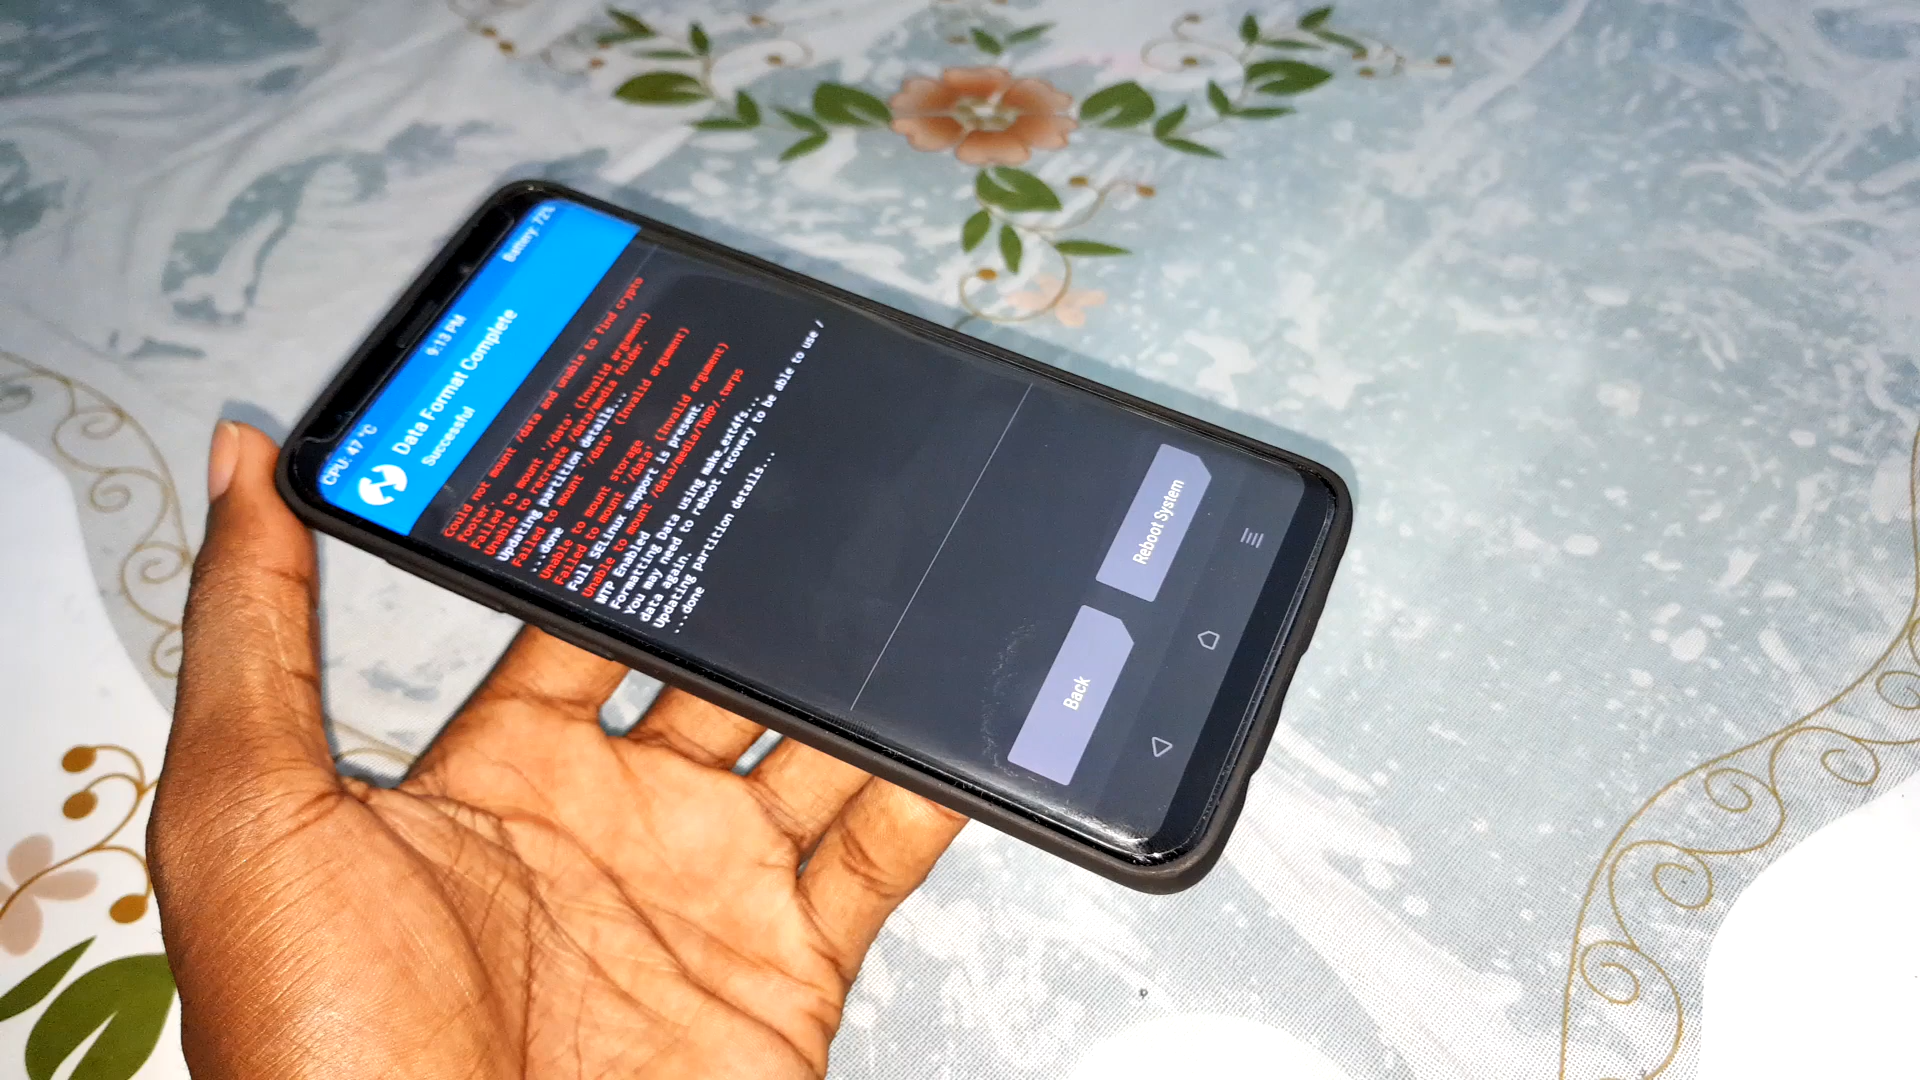 CPU: 47 °C
9:13 PM
Battery: 72%
Data Format Complete
Successful
Could not mount /data and unable to find crypto
footer.
Failed to mount '/data' (Invalid argument)
Unable to recreate /data/media folder.
Updating partition details...
Failed to mount '/data' (Invalid argument)
...done
Unable to mount storage
Failed to mount '/data' (Invalid argument)
Full SELinux support is present.
Unable to mount /data/media/TWRP/.twrps
MTP Enabled
Formatting Data using make_ext4fs...
You may need to reboot recovery to be able to use /
data again.
Updating partition details...
...done
Back
Reboot System